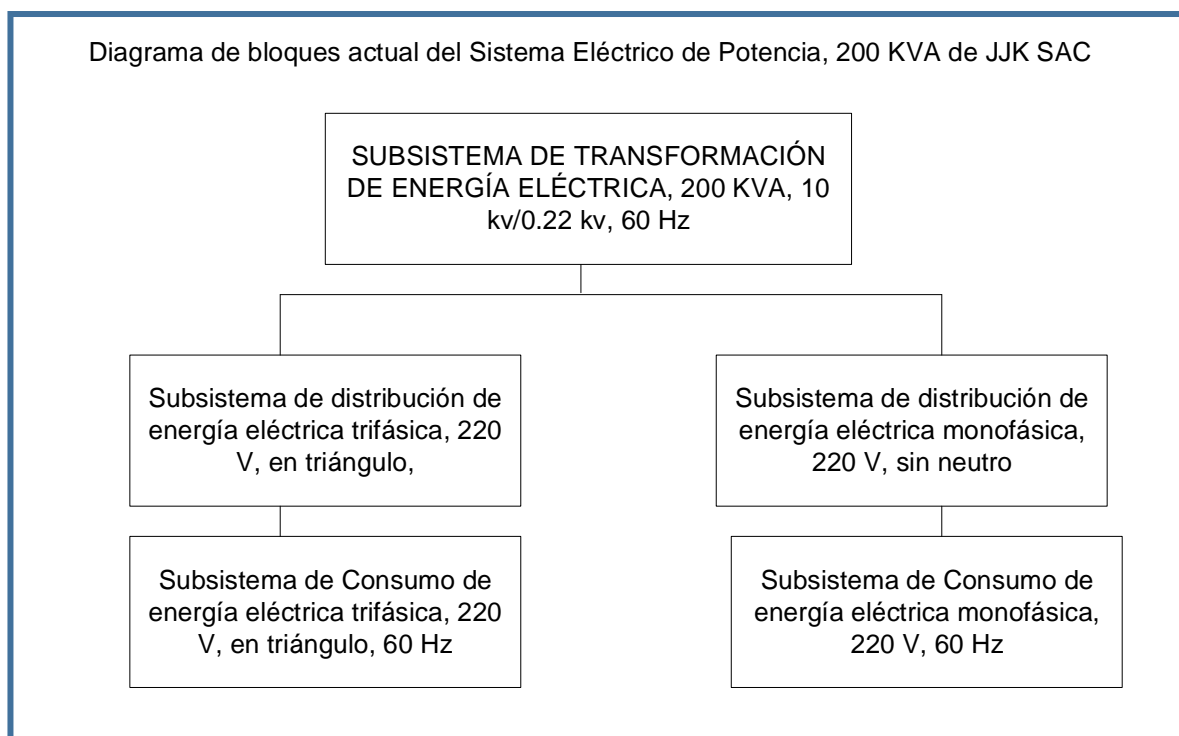 Diagrama de bloques actual del Sistema Eléctrico de Potencia, 200 KVA de JJK SAC
SUBSISTEMA DE TRANSFORMACIÓN
DE ENERGÍA ELÉCTRICA, 200 KVA, 10
kv/0.22 kv, 60 Hz
Subsistema de distribución de
energía eléctrica trifásica, 220
V, en triángulo,
Subsistema de distribución de
energía eléctrica monofásica,
220 V, sin neutro
Subsistema de Consumo de
energía eléctrica trifásica, 220
V, en triángulo, 60 Hz
Subsistema de Consumo de
energía eléctrica monofásica,
220 V, 60 Hz